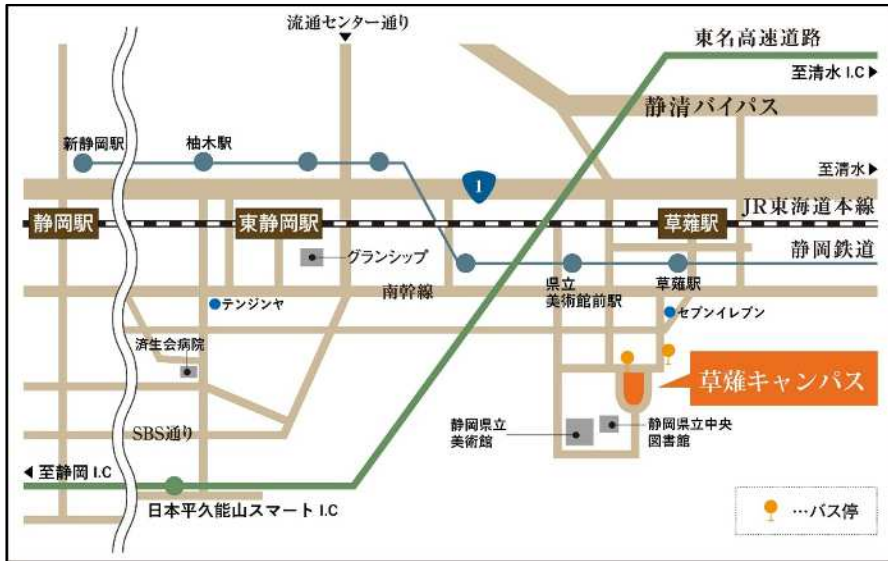 流通センター通り
東名高速道路
至清水 I.C
静清バイパス
新静岡駅
柚木駅
至清水
1
JR東海道本線
静岡駅
東静岡駅
草薙駅
グランシップ
静岡鉄道
県立
美術館前駅
草薙駅
南幹線
テンジンヤ
セブンイレブン
済生会病院
草薙キャンパス
SBS通り
静岡県立
美術館
静岡県立中央
図書館
至静岡 I.C
日本平久能山スマート I.C
…バス停